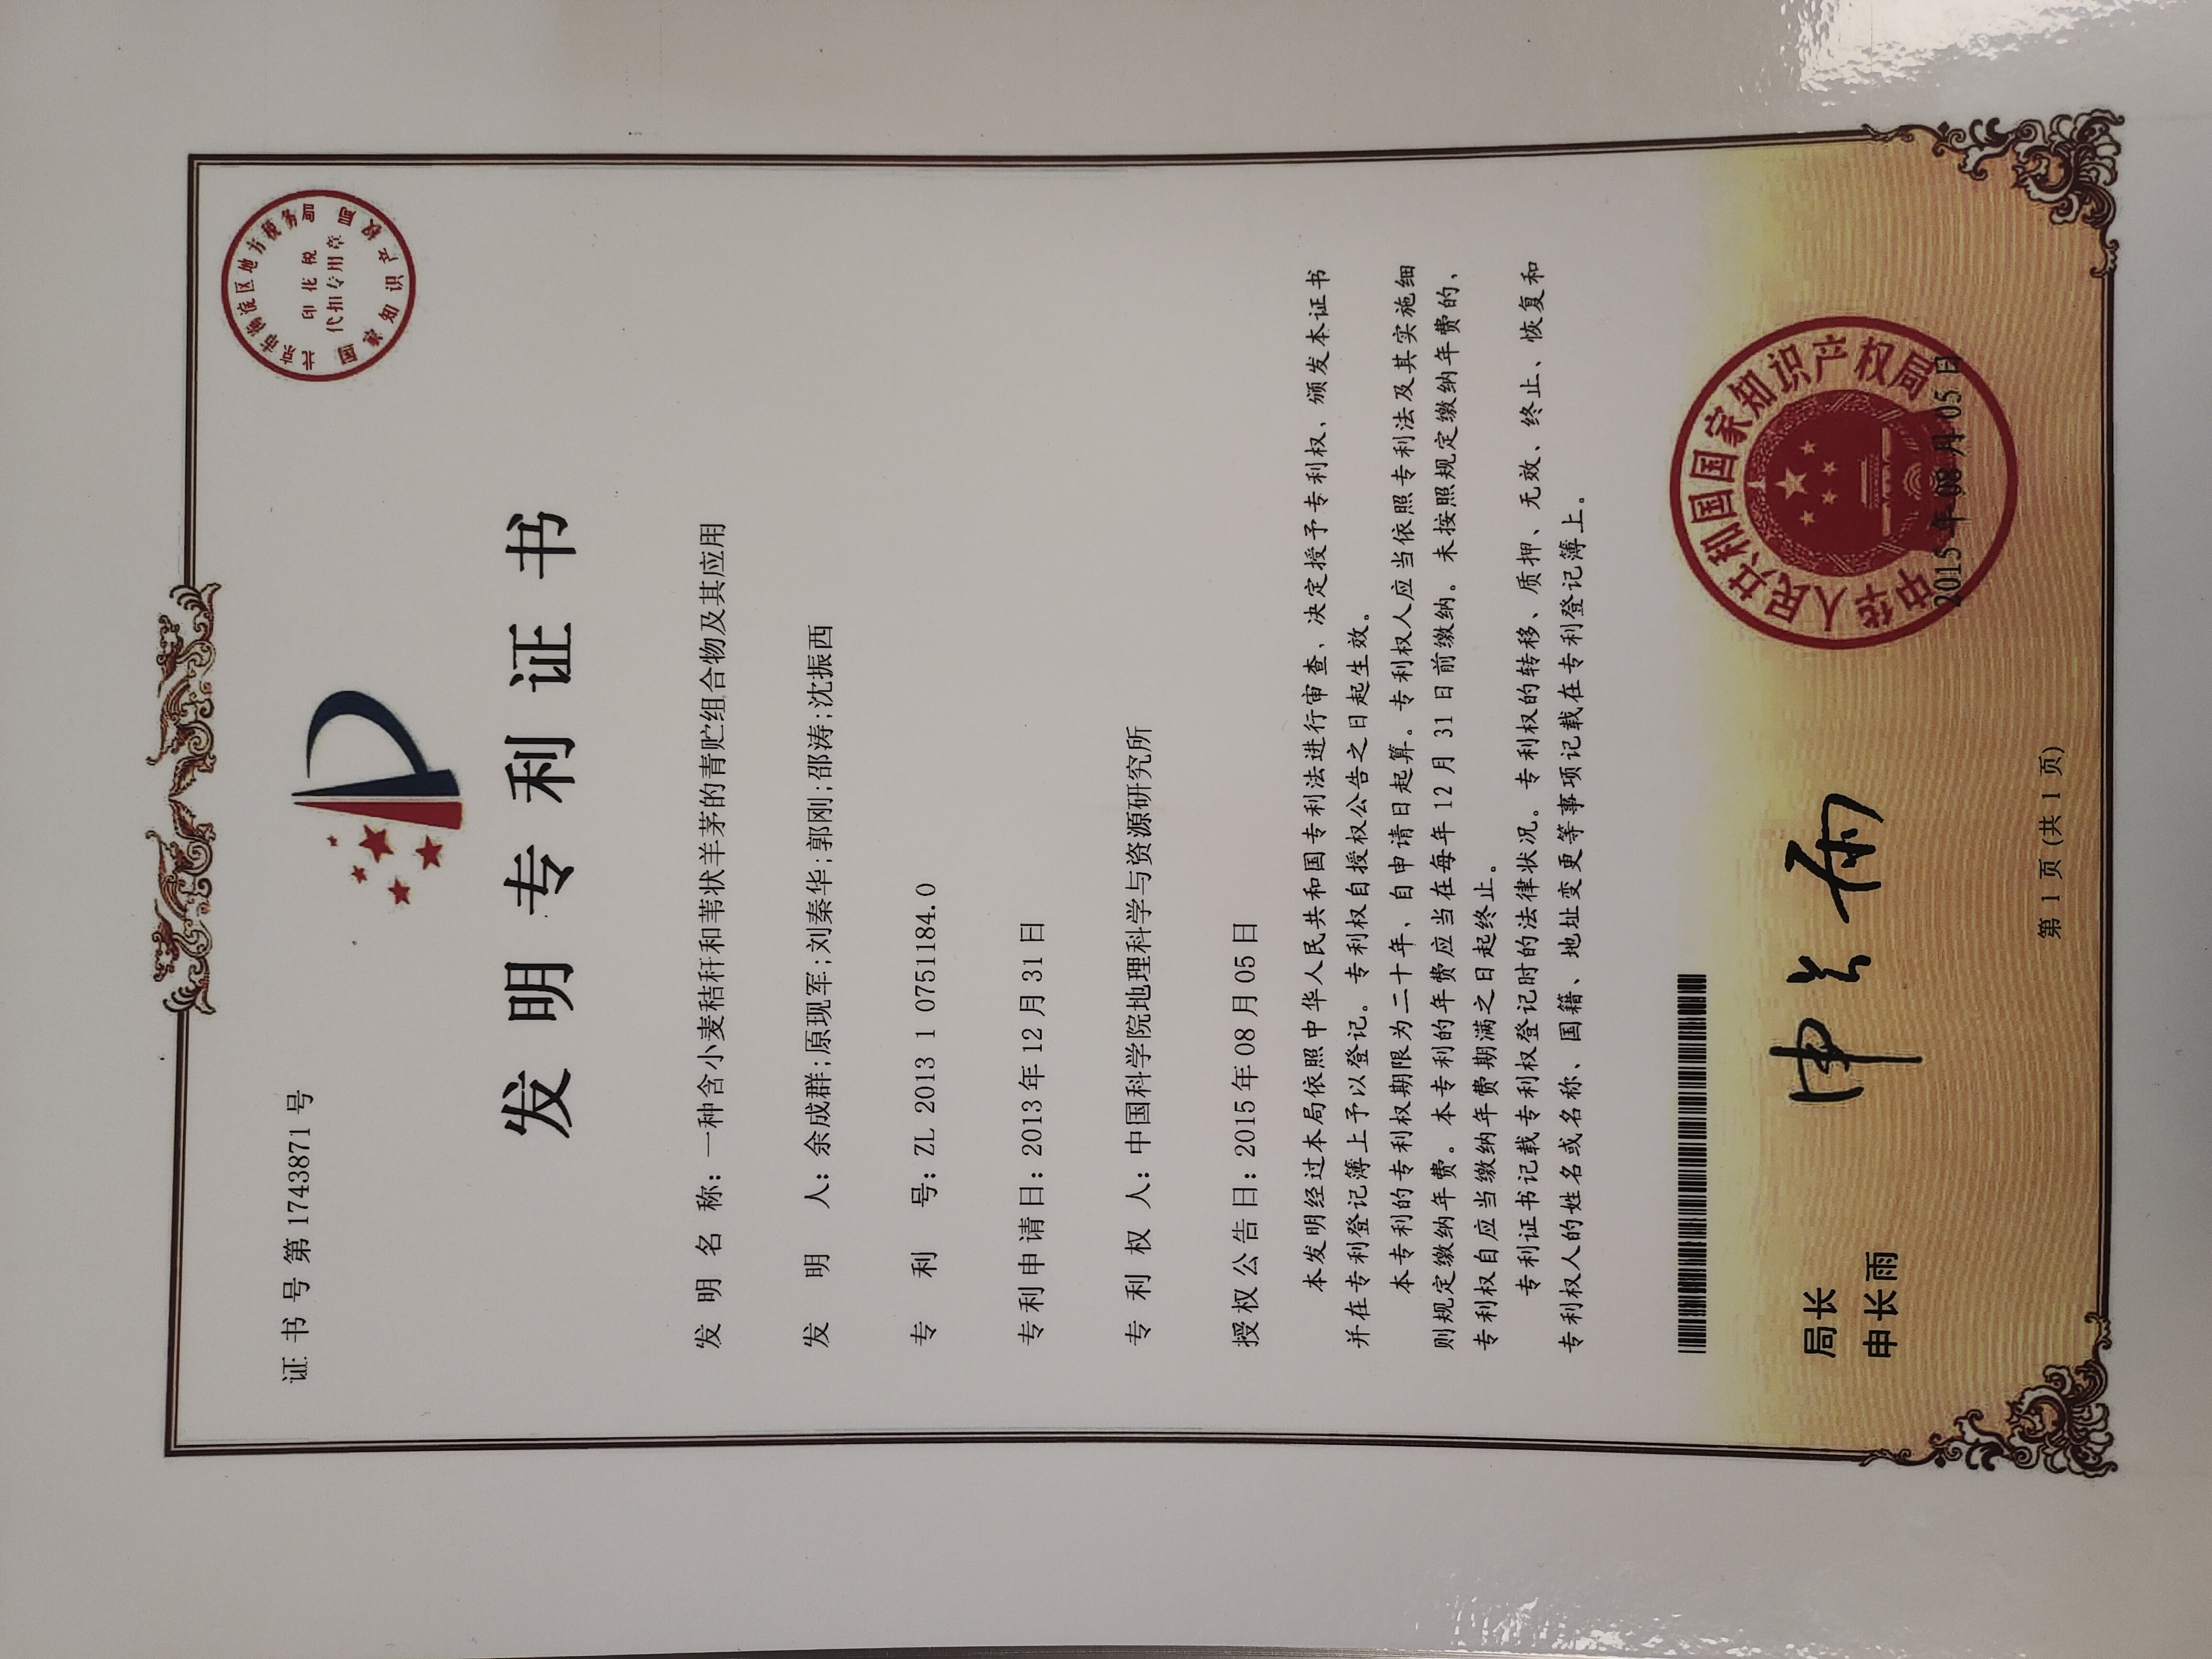 证书号第1743871号
北京市海淀区地方税务局
印花税
代扣专用章
国家知识产权局
发明专利证书
发明名称：一种含小麦秸秆和苇状羊茅的青贮组合物及其应用
发明人：余成群;原现军;刘秦华;郭刚;邵涛;沈振西
专利号：ZL 2013 1 0751184.0
专利申请日：2013年12月31日
专利权人：中国科学院地理科学与资源研究所
授权公告日：2015年08月05日
本发明经过本局依照中华人民共和国专利法进行审查，决定授予专利权，颁发本证书
并在专利登记簿上予以登记。专利权自授权公告之日起生效。
本专利的专利权期限为二十年，自申请日起算。专利权人应当依照专利法及其实施细
则规定缴纳年费。本专利的年费应当在每年12月31日前缴纳。未按照规定缴纳年费的，
专利权自应当缴纳年费期满之日起终止。
专利证书记载专利权登记时的法律状况。专利权的转移、质押、无效、终止、恢复和
专利权人的姓名或名称、国籍、地址变更等事项记载在专利登记簿上。
局长
申长雨
申长雨
中华人民共和国国家知识产权局
2015年08月05日
第1页(共1页)